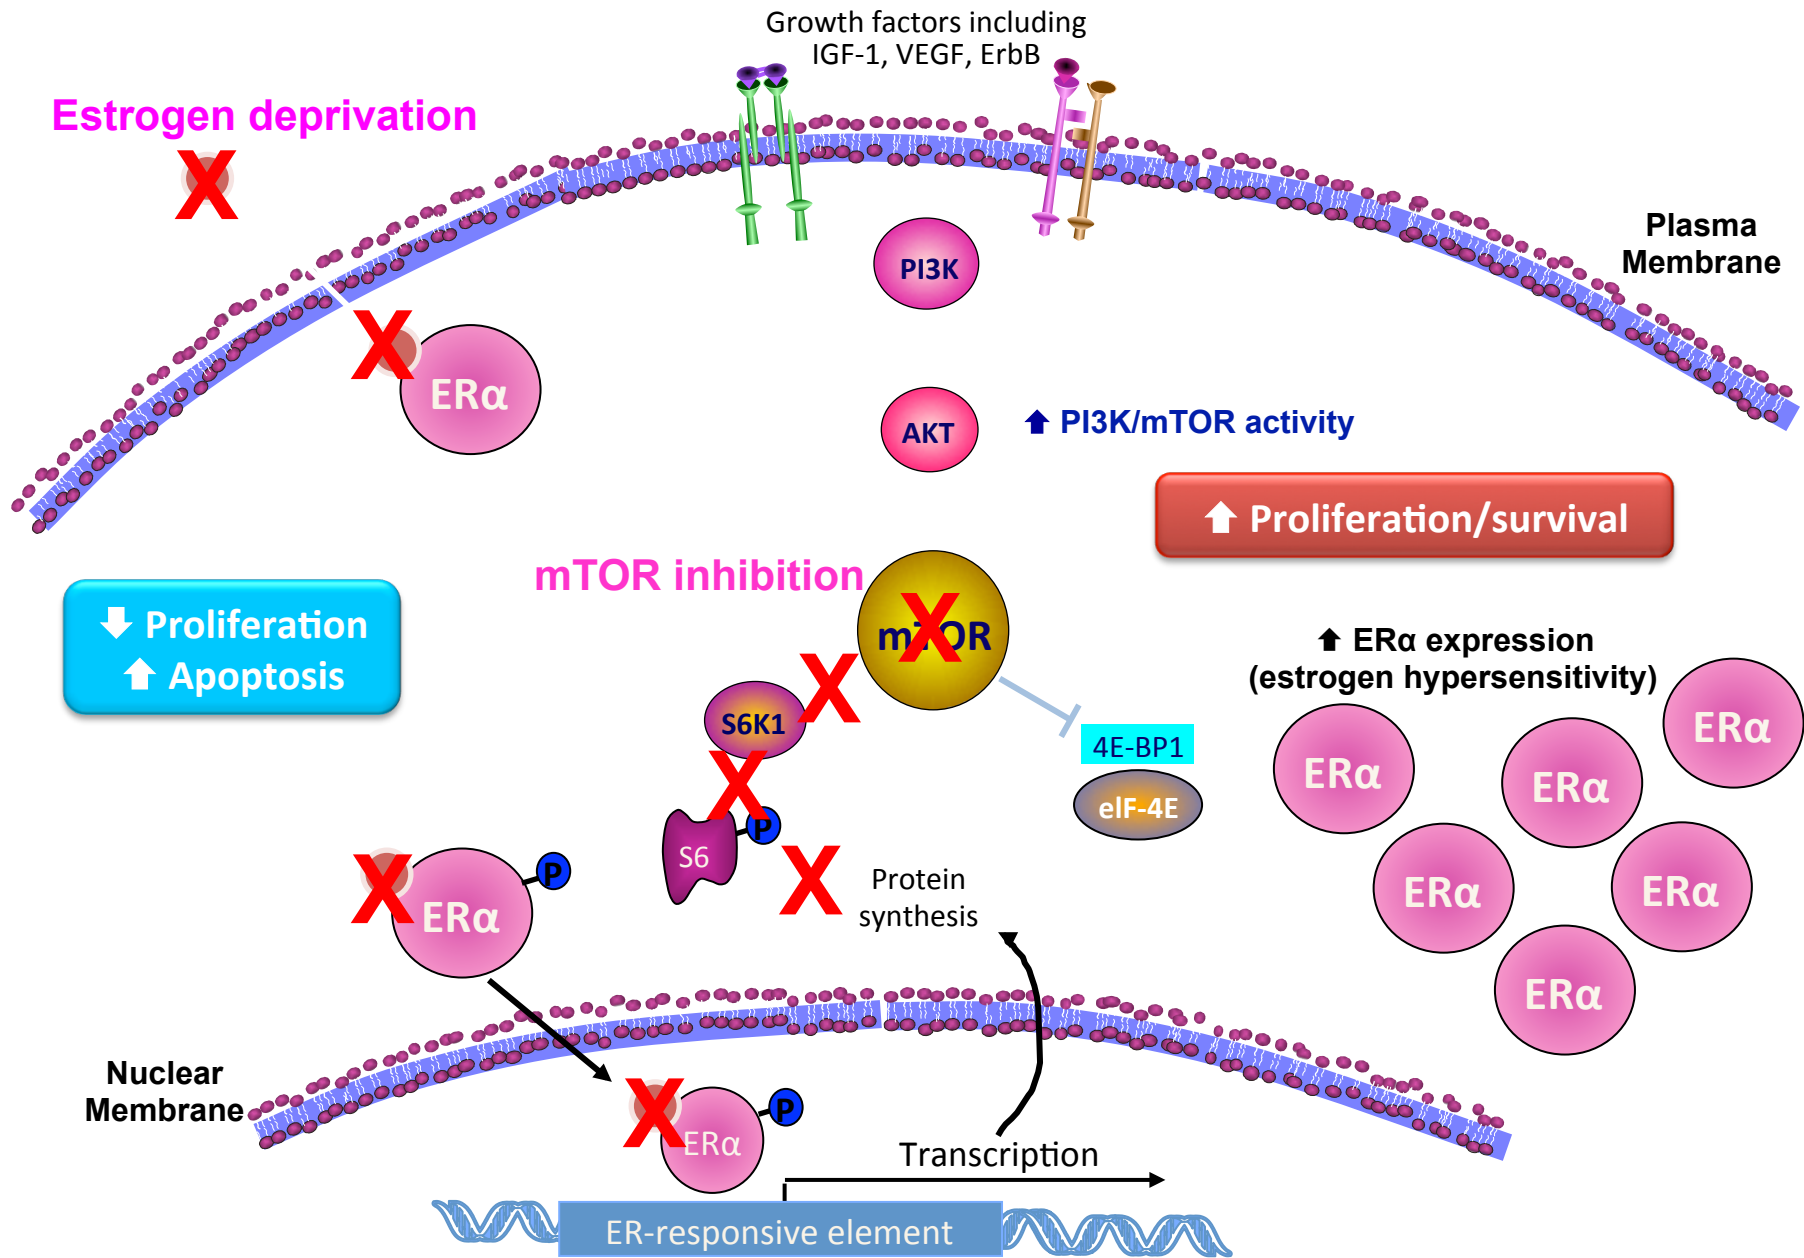 Growth factors including
IGF-1, VEGF, ErbB
Estrogen deprivation
X
Plasma
Membrane
PI3K
X
ERα
AKT
PI3K/mTOR activity
Proliferation/survival
mTOR inhibition
mTOR
X
Proliferation
Apoptosis
ERα expression
(estrogen hypersensitivity)
X
S6K1
4E-BP1
eIF-4E
X
S6
P
X
Protein
synthesis
ERα
ERα
ERα
ERα
ERα
ERα
X
ERα
P
Nuclear
Membrane
X
ERα
P
Transcription
ER-responsive element